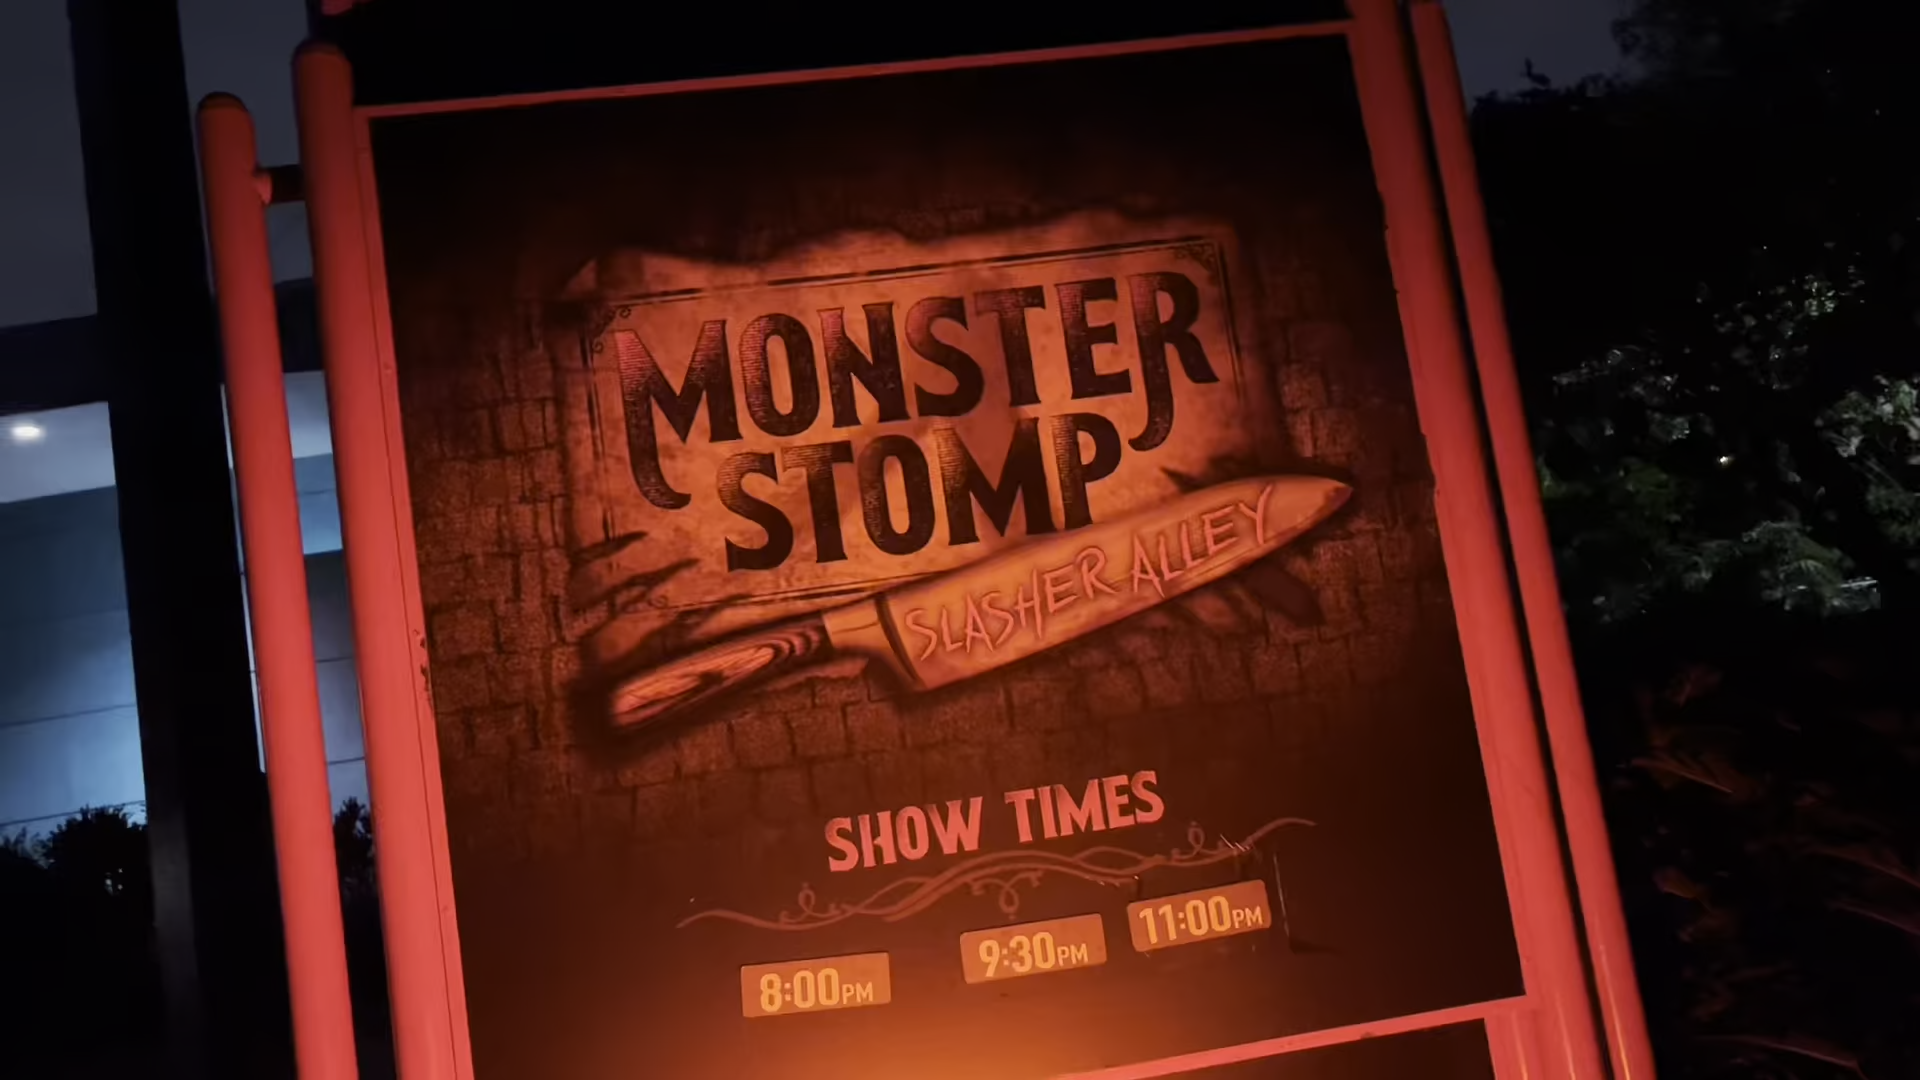 MONSTER
STOMP
SLASHER ALLEY
SHOW TIMES
8:00PM 9:30PM 11:00PM